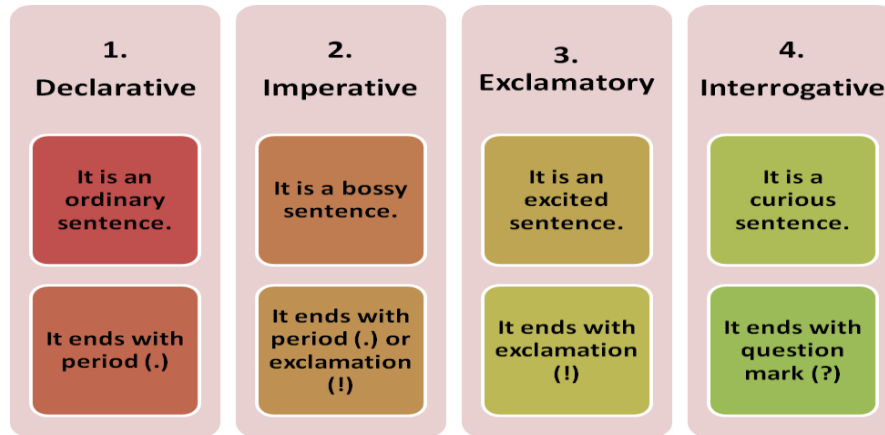 1.
Declarative
It is an
ordinary
sentence.
It ends with
period (.)
2.
Imperative
It is a bossy
sentence.
It ends with
period (.) or
exclamation
(!)
3.
Exclamatory
It is an
excited
sentence.
It ends with
exclamation
(!)
4.
Interrogative
It is a
curious
sentence.
It ends with
question
mark (?)